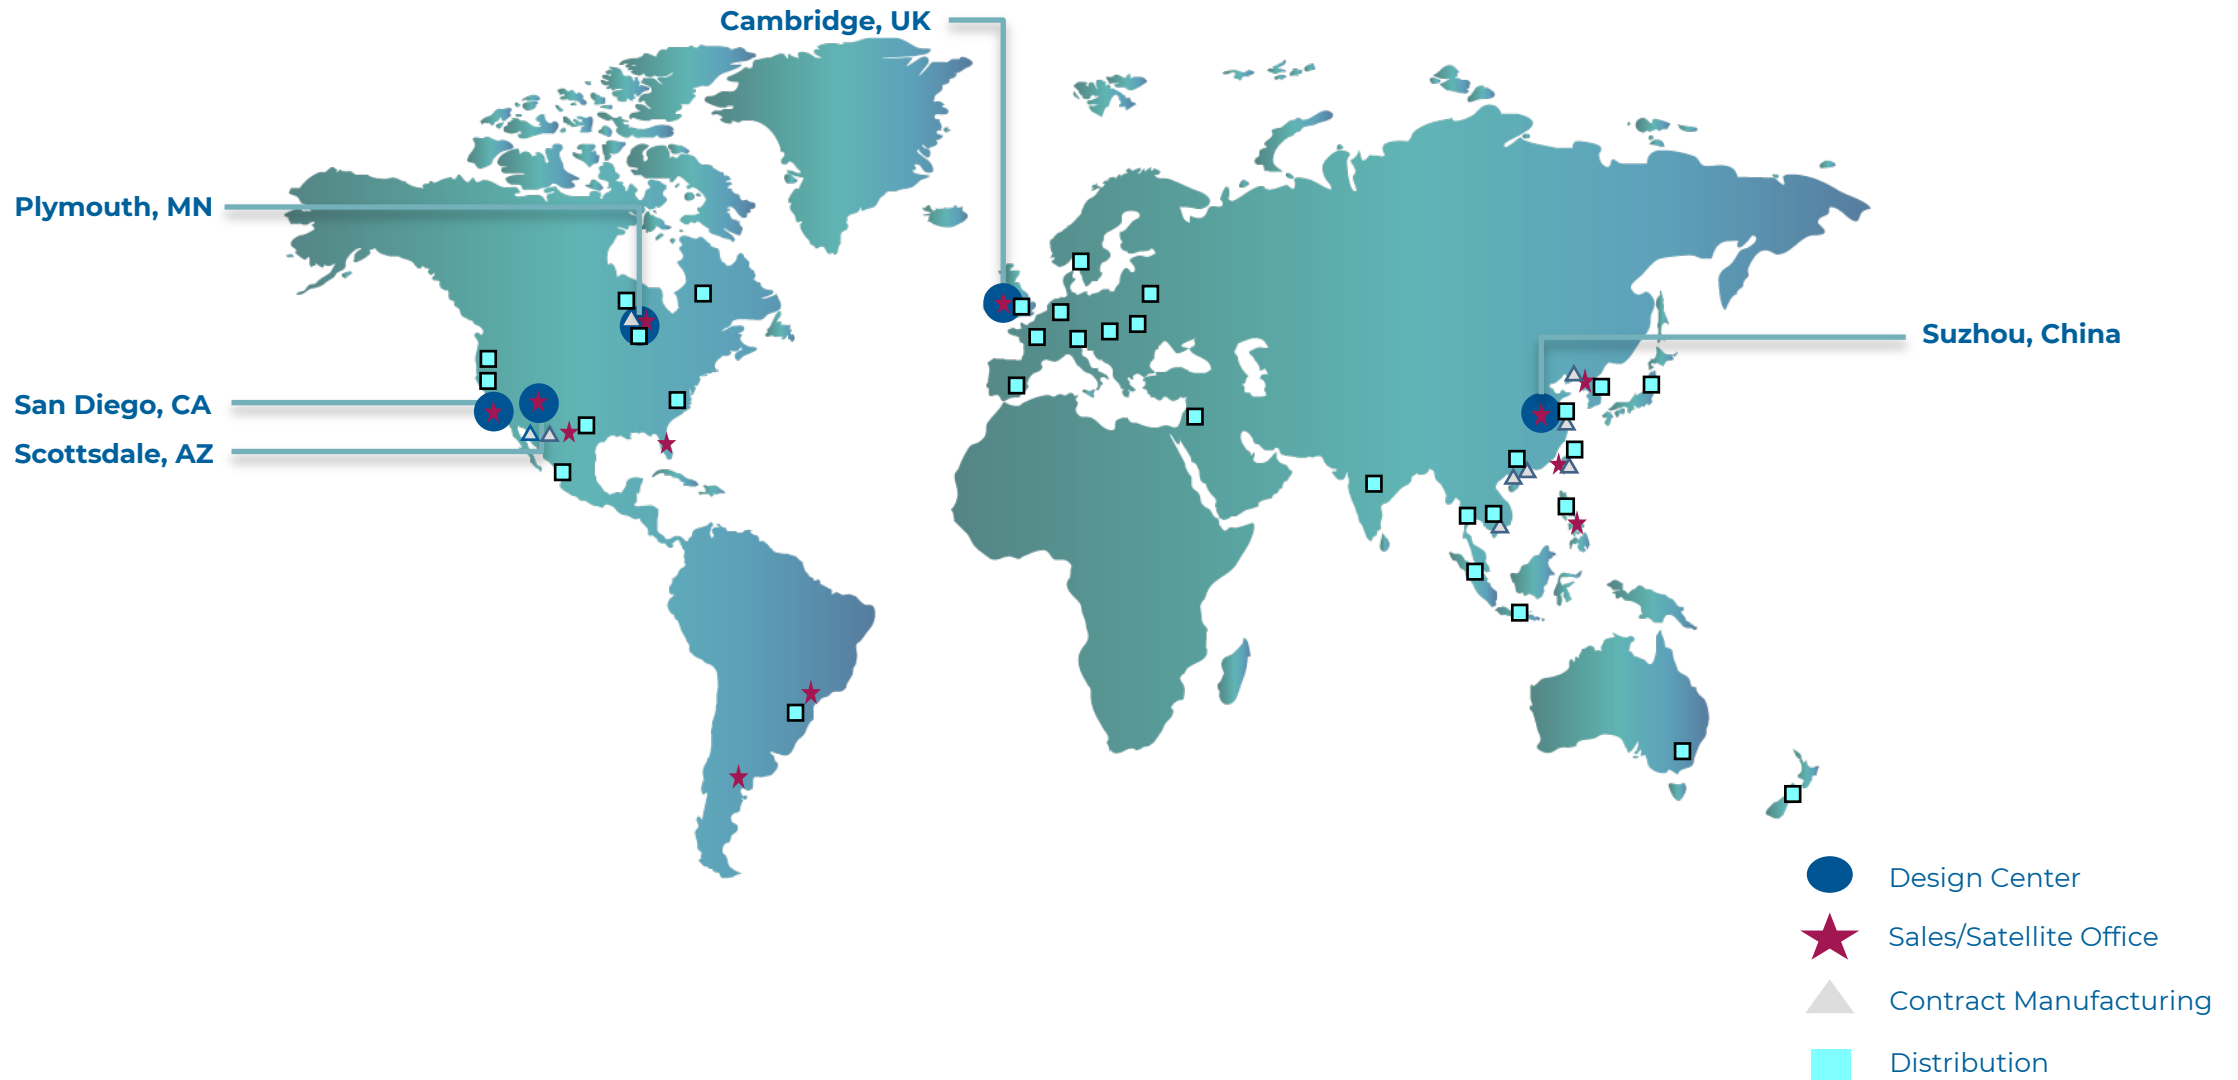 Cambridge, UK
Plymouth, MN
Suzhou, China
San Diego, CA
Scottsdale, AZ
Design Center
Sales/Satellite Office
Contract Manufacturing
Distribution